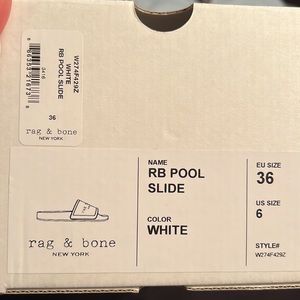 W274F429Z
WHITE
RB POOL SLIDE
3416
36
rag & bone
NEW YORK
rag & bone
NEW YORK
NAME
RB POOL
SLIDE
COLOR
WHITE
EU SIZE
36
US SIZE
6
STYLE#
W274F429Z